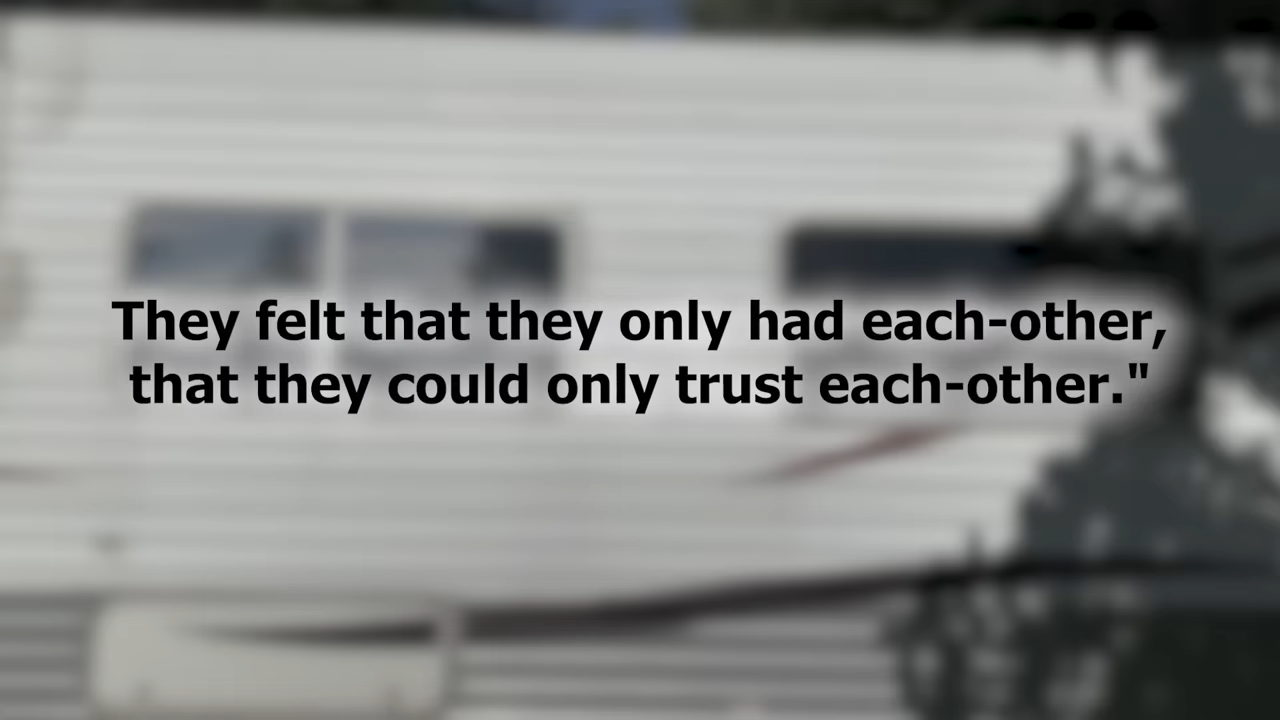 They felt that they only had each-other,
that they could only trust each-other."